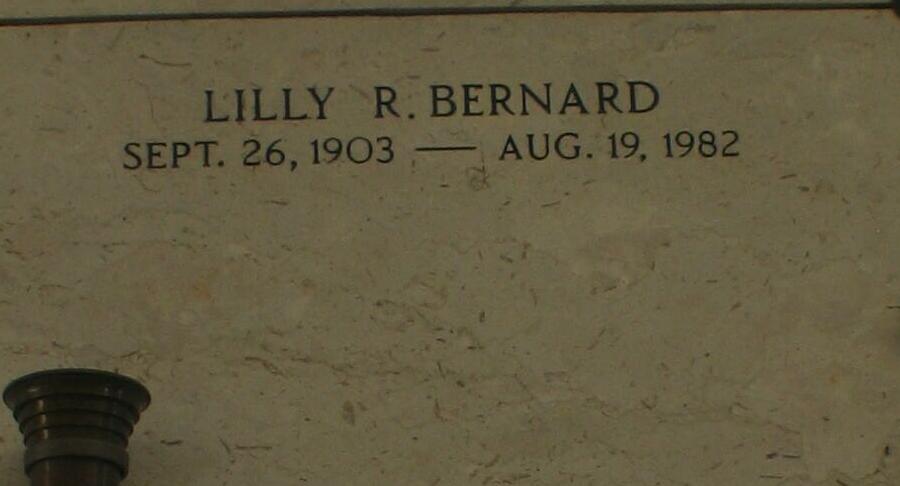 LILLY R. BERNARD
SEPT. 26, 1903 — AUG. 19, 1982